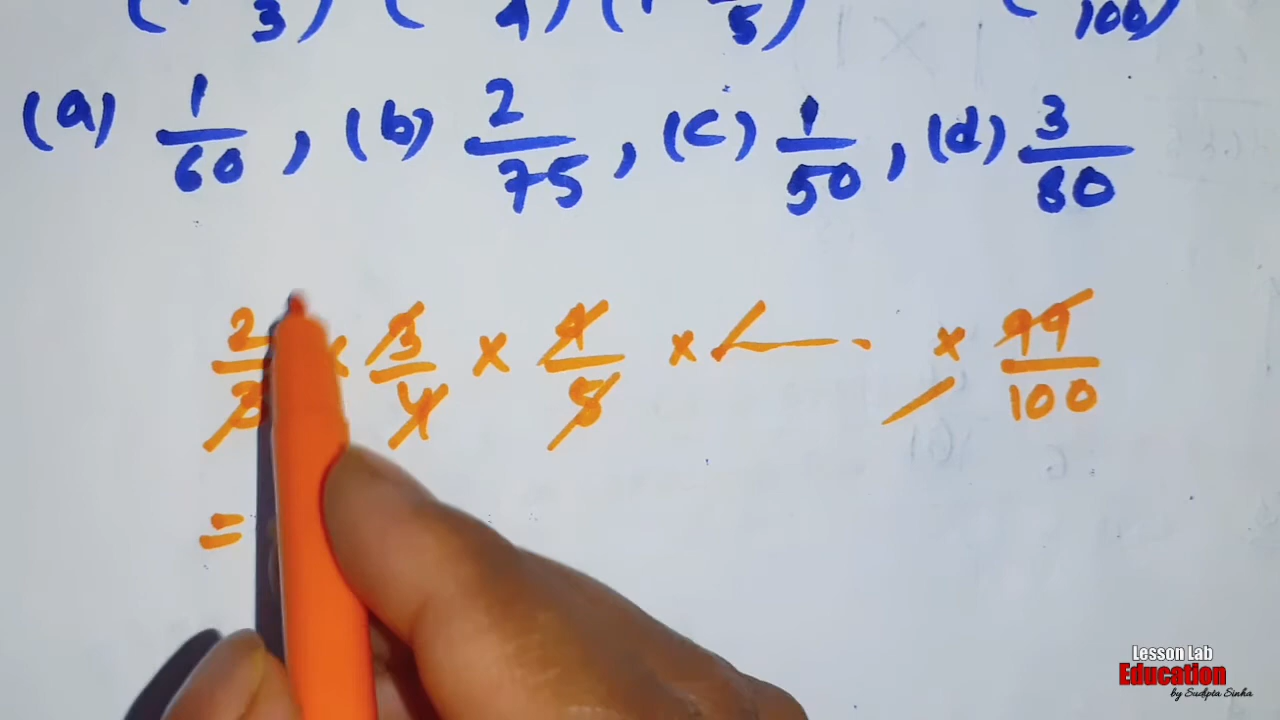 3) ( 4) ( 5) ( 100)
(a) 1/60 , (b) 2/75 , (c) 1/50 , (d) 3/80
2/3 × 3/4 × 4/5 × × 99/100
=
Lesson Lab
Education
by Sudipta Sinha